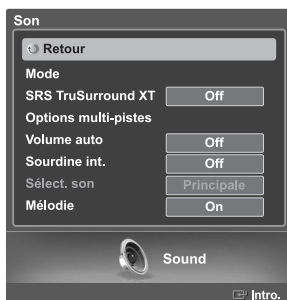 Son
Retour
Mode
SRS TruSurround XT Off
Options multi-pistes
Volume auto Off
Sourdine int. Off
Sélect. son Principale
Mélodie On
Sound
Intro.